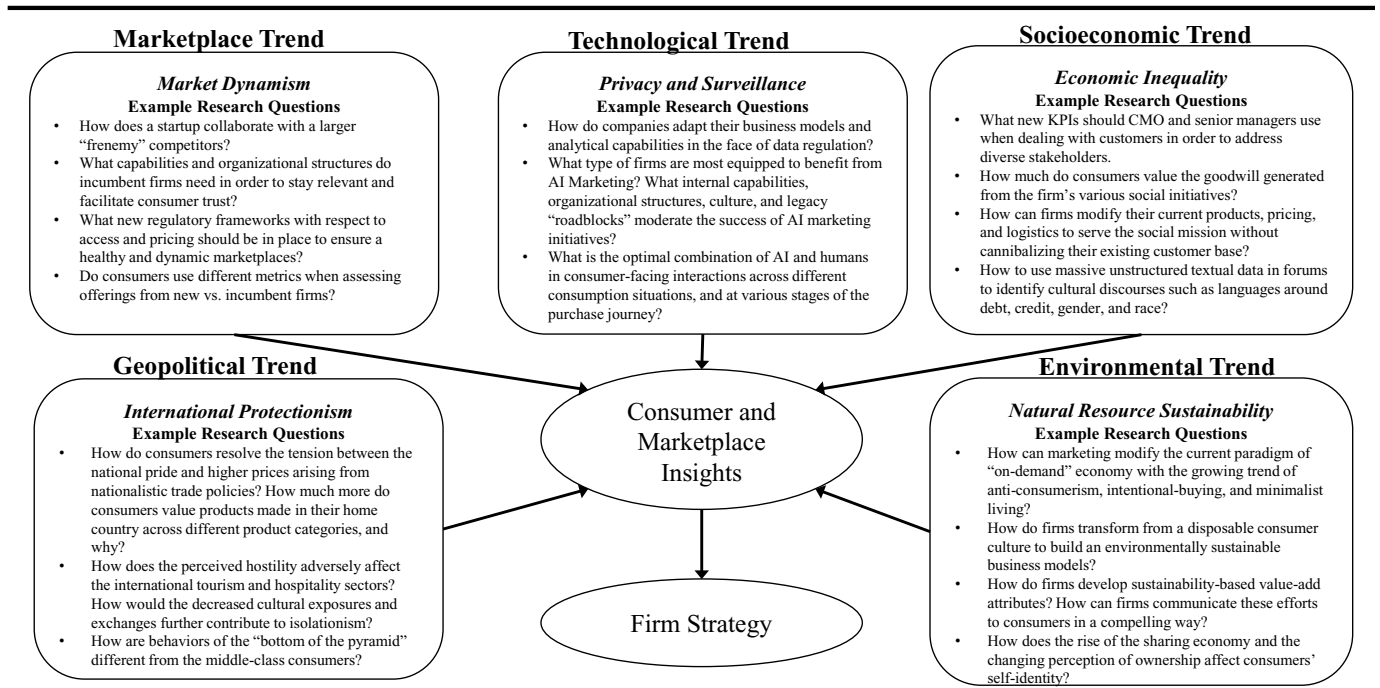 Marketplace Trend
Market Dynamism
Example Research Questions
• How does a startup collaborate with a larger
“frenemy” competitors?
• What capabilities and organizational structures do
incumbent firms need in order to stay relevant and
facilitate consumer trust?
• What new regulatory frameworks with respect to
access and pricing should be in place to ensure a
healthy and dynamic marketplaces?
• Do consumers use different metrics when assessing
offerings from new vs. incumbent firms?
Technological Trend
Privacy and Surveillance
Example Research Questions
• How do companies adapt their business models and
analytical capabilities in the face of data regulation?
• What type of firms are most equipped to benefit from
AI Marketing? What internal capabilities,
organizational structures, culture, and legacy
“roadblocks” moderate the success of AI marketing
initiatives?
• What is the optimal combination of AI and humans
in consumer-facing interactions across different
consumption situations, and at various stages of the
purchase journey?
Socioeconomic Trend
Economic Inequality
Example Research Questions
• What new KPIs should CMO and senior managers use
when dealing with customers in order to address
diverse stakeholders.
• How much do consumers value the goodwill generated
from the firm’s various social initiatives?
• How can firms modify their current products, pricing,
and logistics to serve the social mission without
cannibalizing their existing customer base?
• How to use massive unstructured textual data in forums
to identify cultural discourses such as languages around
debt, credit, gender, and race?
Geopolitical Trend
International Protectionism
Example Research Questions
• How do consumers resolve the tension between the
national pride and higher prices arising from
nationalistic trade policies? How much more do
consumers value products made in their home
country across different product categories, and
why?
• How does the perceived hostility adversely affect
the international tourism and hospitality sectors?
How would the decreased cultural exposures and
exchanges further contribute to isolationism?
• How are behaviors of the “bottom of the pyramid”
different from the middle-class consumers?
Consumer and
Marketplace
Insights
Firm Strategy
Environmental Trend
Natural Resource Sustainability
Example Research Questions
• How can marketing modify the current paradigm of
“on-demand” economy with the growing trend of
anti-consumerism, intentional-buying, and minimalist
living?
• How do firms transform from a disposable consumer
culture to build an environmentally sustainable
business models?
• How do firms develop sustainability-based value-add
attributes? How can firms communicate these efforts
to consumers in a compelling way?
• How does the rise of the sharing economy and the
changing perception of ownership affect consumers’
self-identity?